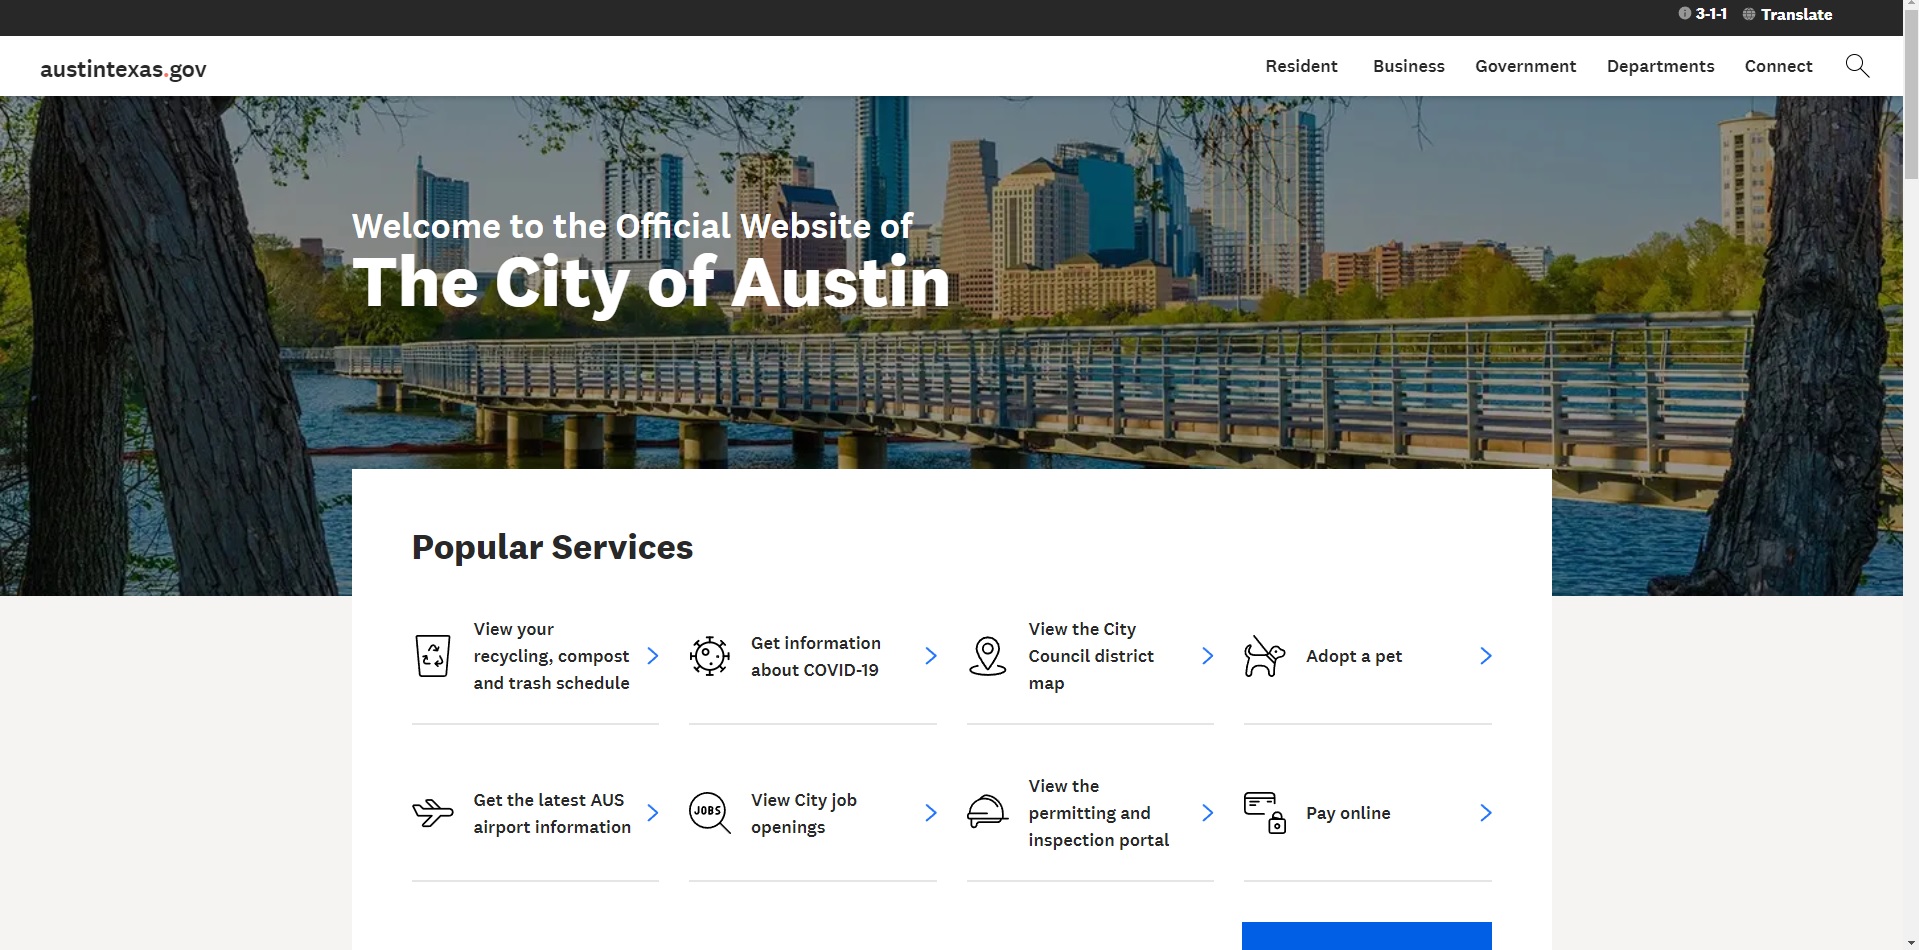 3-1-1 Translate
austintexas.gov
Resident Business Government Departments Connect
Welcome to the Official Website of
The City of Austin
Popular Services
View your
recycling, compost
and trash schedule
Get information
about COVID-19
View the City
Council district
map
Adopt a pet
Get the latest AUS
airport information
JOBS
View City job
openings
View the
permitting and
inspection portal
Pay online